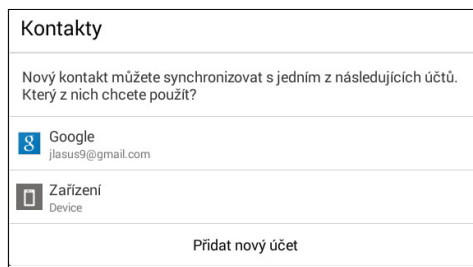 Kontakty
Nový kontakt můžete synchronizovat s jedním z následujících účtů.
Který z nich chcete použít?
Google
jlasus9@gmail.com
Zařízení
Device
Přidat nový účet